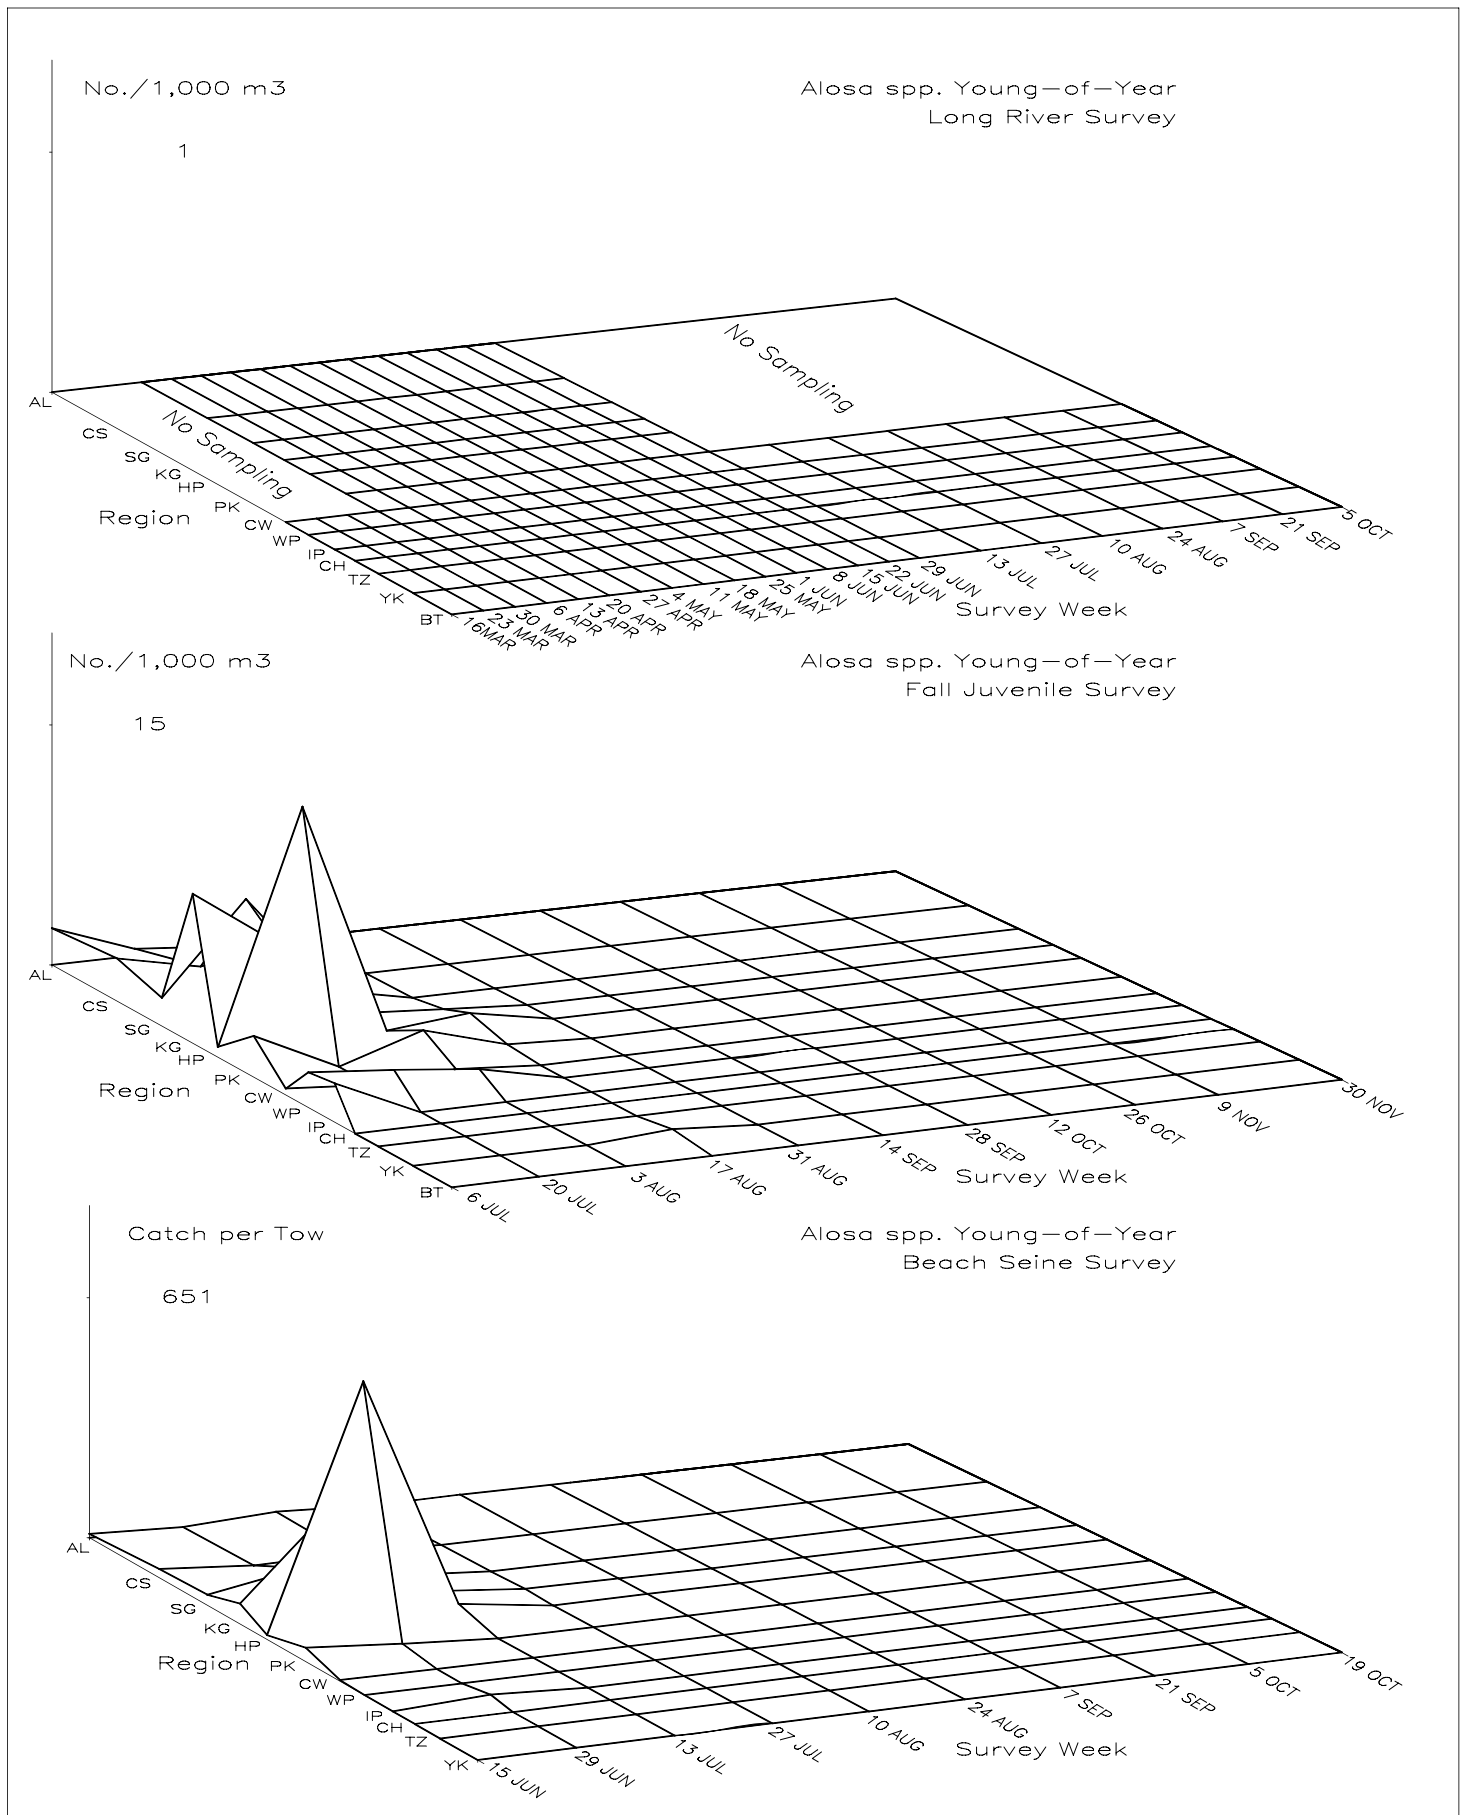 No./1,000 m3
Alosa spp. Young-of-Year
Long River Survey
1
No Sampling
No Sampling
AL
CS
SG
KG
HP
PK
CW
WP
IP
CH
TZ
YK
BT
Region
16MAR
23 MAR
30 MAR
6 APR
13 APR
20 APR
27 APR
4 MAY
11 MAY
18 MAY
25 MAY
1 JUN
8 JUN
15 JUN
22 JUN
29 JUN
13 JUL
27 JUL
10 AUG
24 AUG
7 SEP
21 SEP
5 OCT
Survey Week
No./1,000 m3
Alosa spp. Young-of-Year
Fall Juvenile Survey
15
AL
CS
SG
KG
HP
PK
CW
WP
IP
CH
TZ
YK
BT
Region
6 JUL
20 JUL
3 AUG
17 AUG
31 AUG
14 SEP
28 SEP
12 OCT
26 OCT
9 NOV
30 NOV
Survey Week
Catch per Tow
Alosa spp. Young-of-Year
Beach Seine Survey
651
AL
CS
SG
KG
HP
PK
CW
WP
IP
CH
TZ
YK
Region
15 JUN
29 JUN
13 JUL
27 JUL
10 AUG
24 AUG
7 SEP
21 SEP
5 OCT
19 OCT
Survey Week